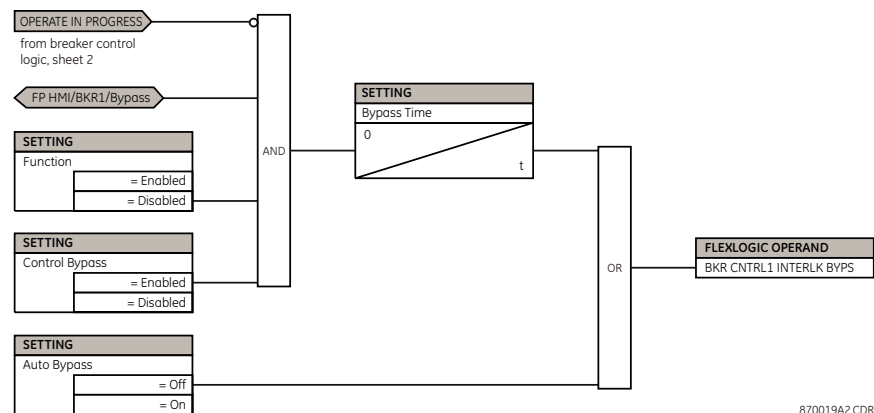 OPERATE IN PROGRESS
from breaker control
logic, sheet 2
FP HMI/BKR1/Bypass
SETTING
Function
= Enabled
= Disabled
SETTING
Control Bypass
= Enabled
= Disabled
SETTING
Auto Bypass
= Off
= On
AND
SETTING
Bypass Time
0
t
OR
FLEXLOGIC OPERAND
BKR CNTRL1 INTERLK BYPS
870019A2.CDR